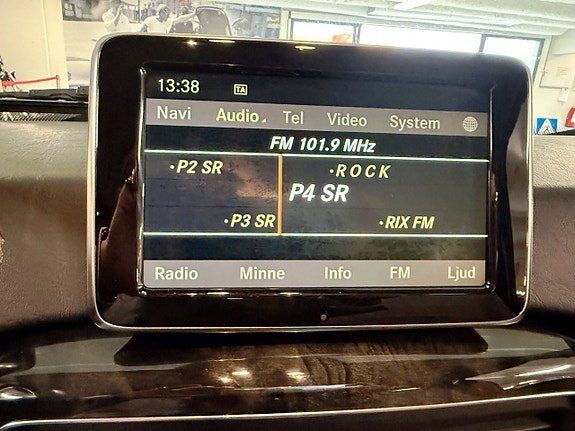 13:38 TA
Navi Audio Tel Video System
FM 101.9 MHz
•P2 SR •ROCK
P4 SR
•P3 SR •RIX FM
Radio Minne Info FM Ljud